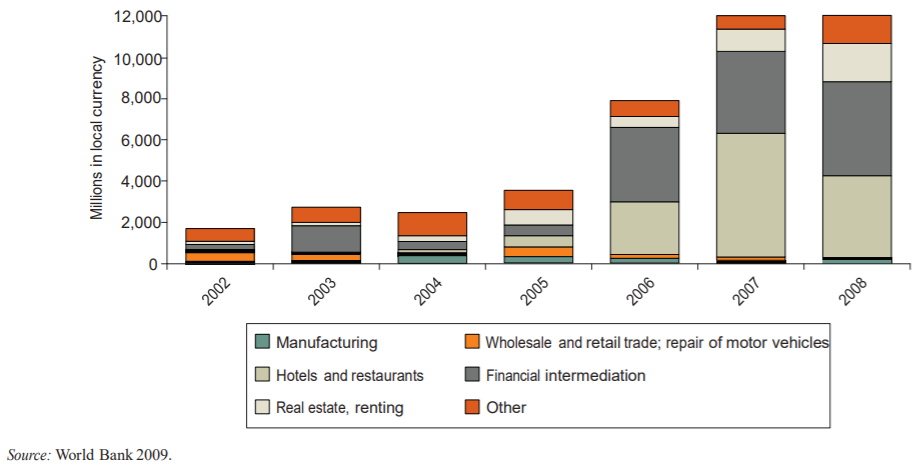 12,000
10,000
8,000
6,000
4,000
2,000
0
Millions in local currency
2002 2003 2004 2005 2006 2007 2008
Manufacturing Wholesale and retail trade; repair of motor vehicles
Hotels and restaurants Financial intermediation
Real estate, renting Other
Source: World Bank 2009.